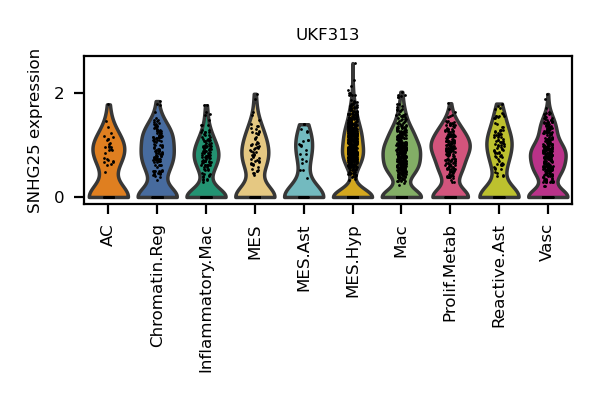 UKF313
SNHG25 expression
2
0
AC
Chromatin.Reg
Inflammatory.Mac
MES
MES.Ast
MES.Hyp
Mac
Prolif.Metab
Reactive.Ast
Vasc